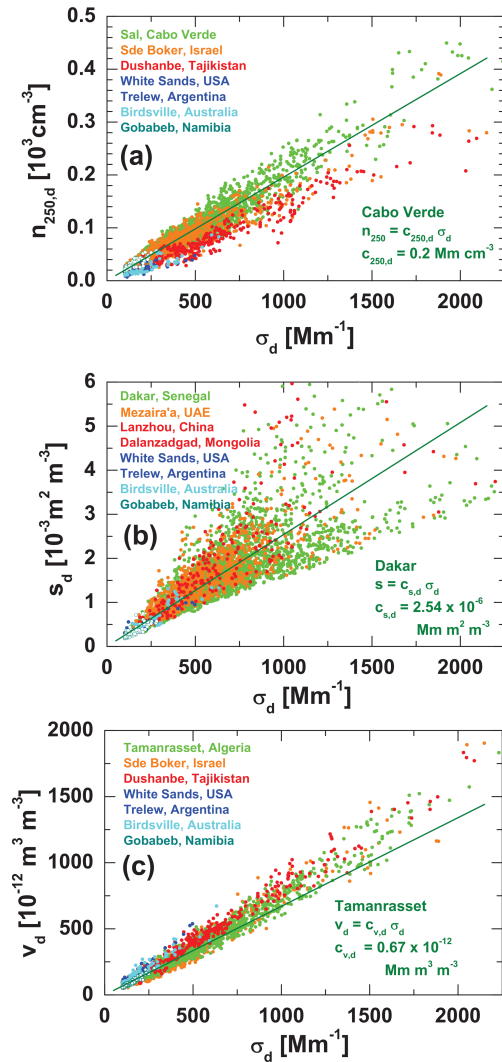 0.5
0.4
0.3
0.2
0.1
0.0
n250,d [10³cm⁻³]
Sal, Cabo Verde
Sde Boker, Israel
Dushanbe, Tajikistan
White Sands, USA
Trelew, Argentina
Birdsville, Australia
Gobabeb, Namibia
(a)
Cabo Verde
n250 = c250,d σd
c250,d = 0.2 Mm cm⁻³
0 500 1000 1500 2000
σd [Mm⁻¹]
6
5
4
3
2
1
0
sd [10⁻³m² m⁻³]
Dakar, Senegal
Mezaira'a, UAE
Lanzhou, China
Dalanzadgad, Mongolia
White Sands, USA
Trelew, Argentina
Birdsville, Australia
Gobabeb, Namibia
(b)
Dakar
s = cs,d σd
cs,d = 2.54 x 10⁻⁶
Mm m² m⁻³
0 500 1000 1500 2000
σd [Mm⁻¹]
2000
1500
1000
500
0
vd [10⁻¹² m³ m⁻³]
Tamanrasset, Algeria
Sde Boker, Israel
Dushanbe, Tajikistan
White Sands, USA
Trelew, Argentina
Birdsville, Australia
Gobabeb, Namibia
(c)
Tamanrasset
vd = cv,d σd
cv,d = 0.67 x 10⁻¹²
Mm m³ m⁻³
0 500 1000 1500 2000
σd [Mm⁻¹]